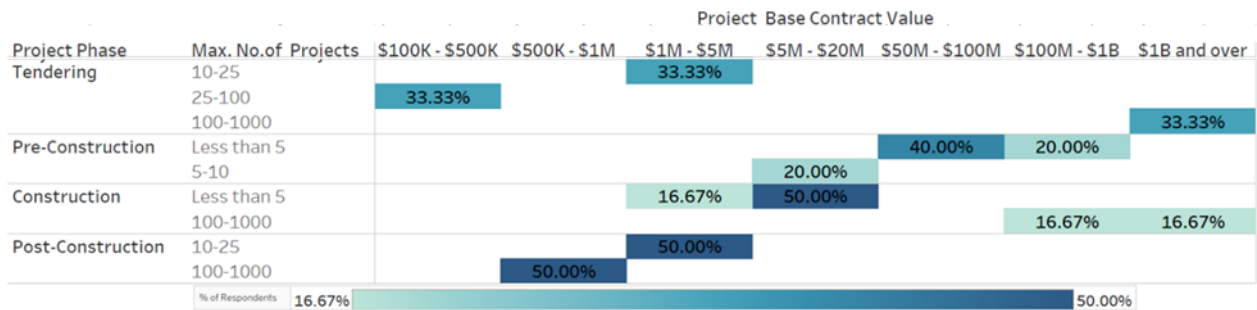 Project Base Contract Value
Project Phase Max. No.of Projects $100K - $500K $500K - $1M $1M - $5M $5M - $20M $50M - $100M $100M - $1B $1B and over
Tendering 10-25 33.33%
25-100 33.33%
100-1000 33.33%
Pre-Construction Less than 5 40.00% 20.00%
5-10 20.00%
Construction Less than 5 16.67% 50.00%
100-1000 16.67% 16.67%
Post-Construction 10-25 50.00%
100-1000 50.00%
% of Respondents 16.67% 50.00%